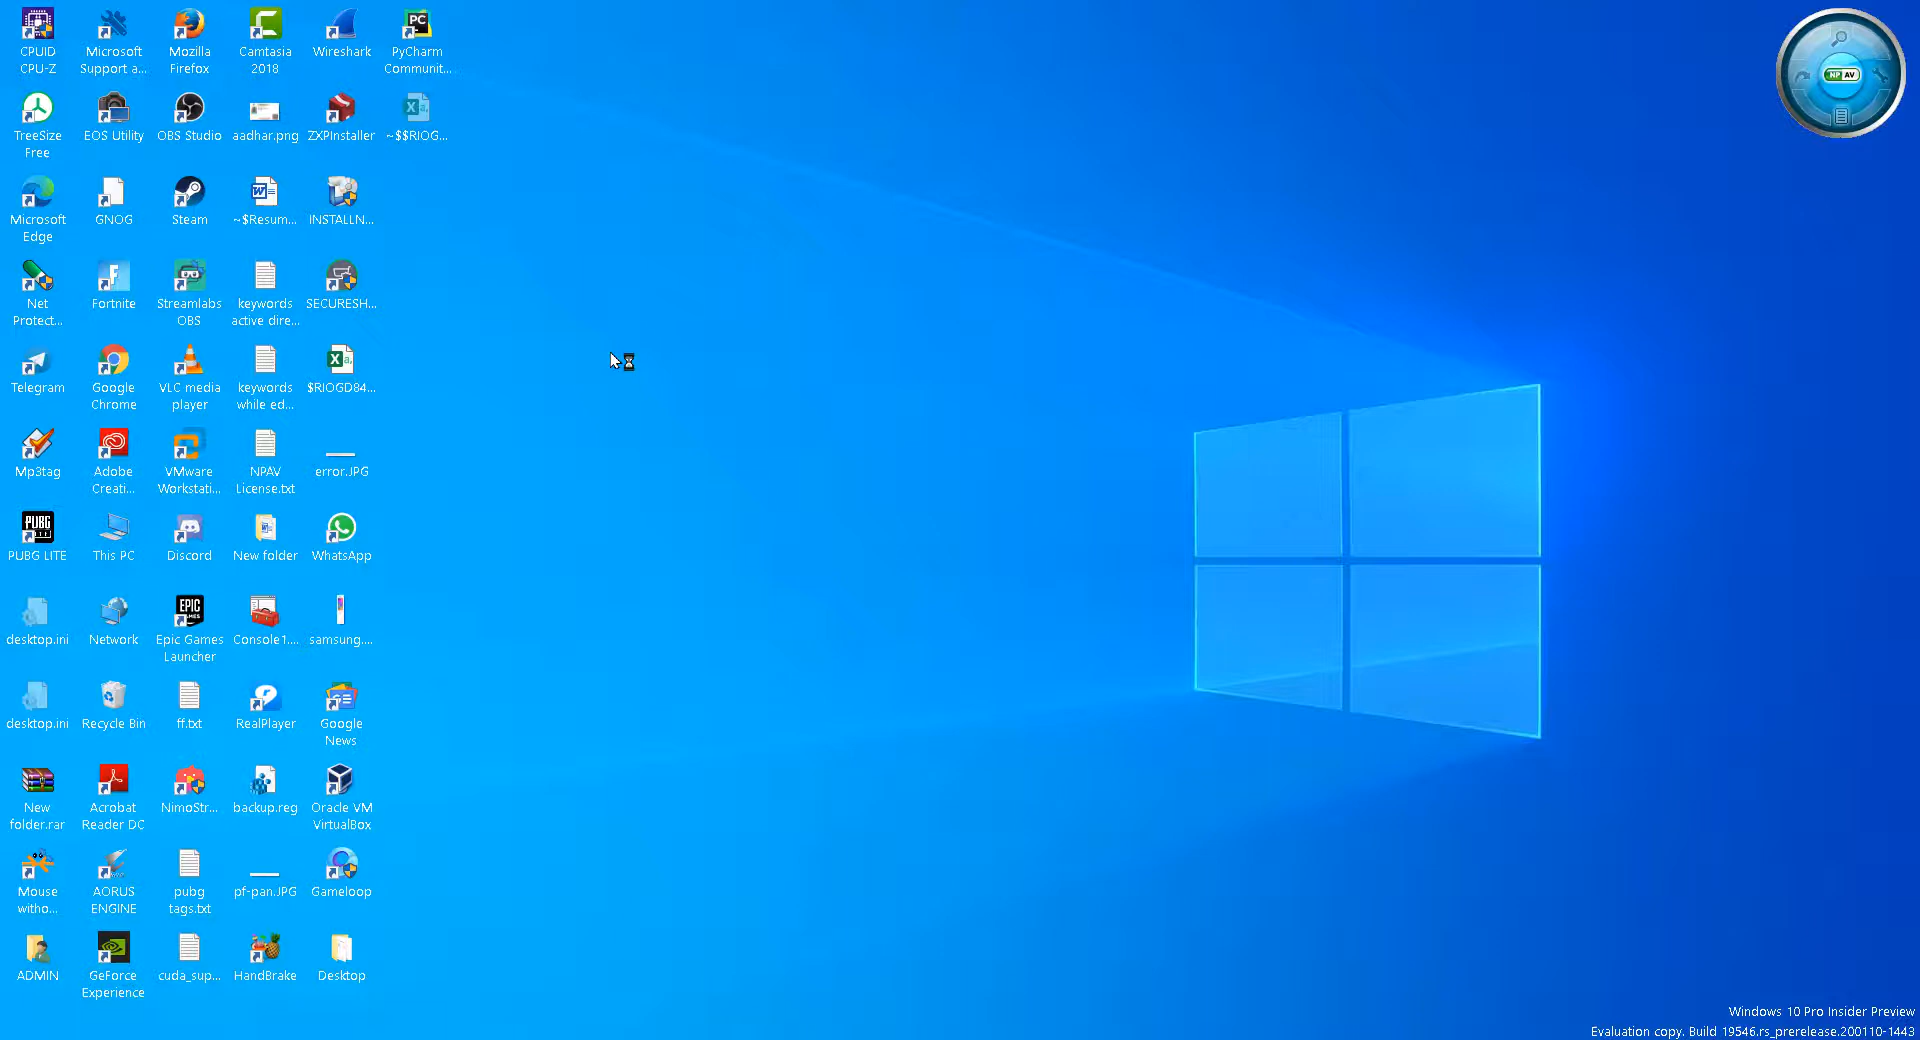 CPUID
CPU-Z
Microsoft
Support a...
Mozilla
Firefox
Camtasia
2018
Wireshark
PC
PyCharm
Communit...
TreeSize
Free
EOS Utility
OBS Studio
aadhar.png
ZXPInstaller
~$$RIOG...
Microsoft
Edge
GNOG
Steam
~$Resum...
INSTALLN...
Net
Protect...
Fortnite
Streamlabs
OBS
keywords
active dire...
SECURESH...
Telegram
Google
Chrome
VLC media
player
keywords
while ed...
$RIOGD84...
Mp3tag
Adobe
Creati...
VMware
Workstati...
NPAV
License.txt
error.JPG
PUBG
PUBG LITE
This PC
Discord
New folder
WhatsApp
desktop.ini
Network
EPIC
Epic Games
Launcher
Console1....
samsung....
desktop.ini
Recycle Bin
ff.txt
RealPlayer
Google
News
New
folder.rar
Acrobat
Reader DC
NimoStr...
backup.reg
Oracle VM
VirtualBox
Mouse
witho...
AORUS
ENGINE
pubg
tags.txt
pf-pan.JPG
Gameloop
ADMIN
GeForce
Experience
cuda_sup...
HandBrake
Desktop
NP AV
Windows 10 Pro Insider Preview
Evaluation copy. Build 19546.rs_prerelease.200110-1443